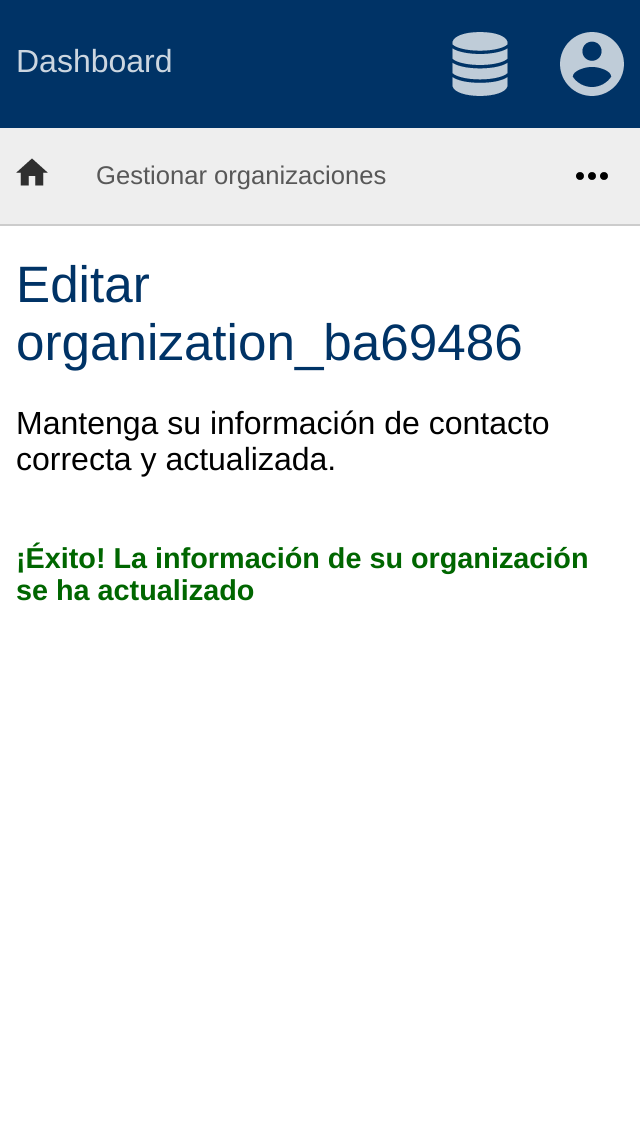 Dashboard
Gestionar organizaciones
Editar
organization_ba69486
Mantenga su información de contacto
correcta y actualizada.
¡Éxito! La información de su organización
se ha actualizado